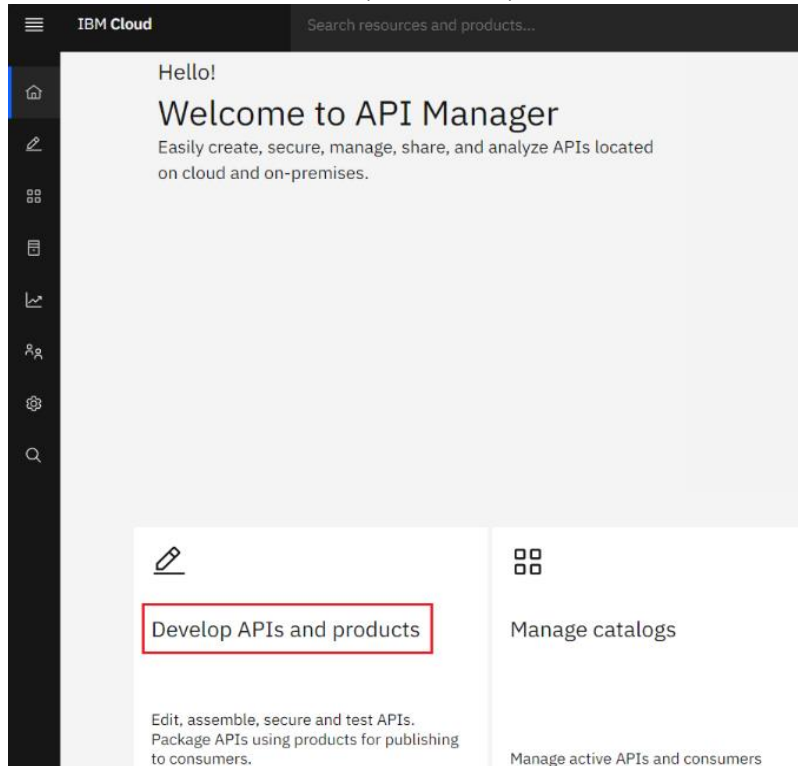 IBM Cloud
Search resources and products...
Hello!
Welcome to API Manager
Easily create, secure, manage, share, and analyze APIs located
on cloud and on-premises.
Develop APIs and products
Manage catalogs
Edit, assemble, secure and test APIs.
Package APIs using products for publishing
to consumers.
Manage active APIs and consumers